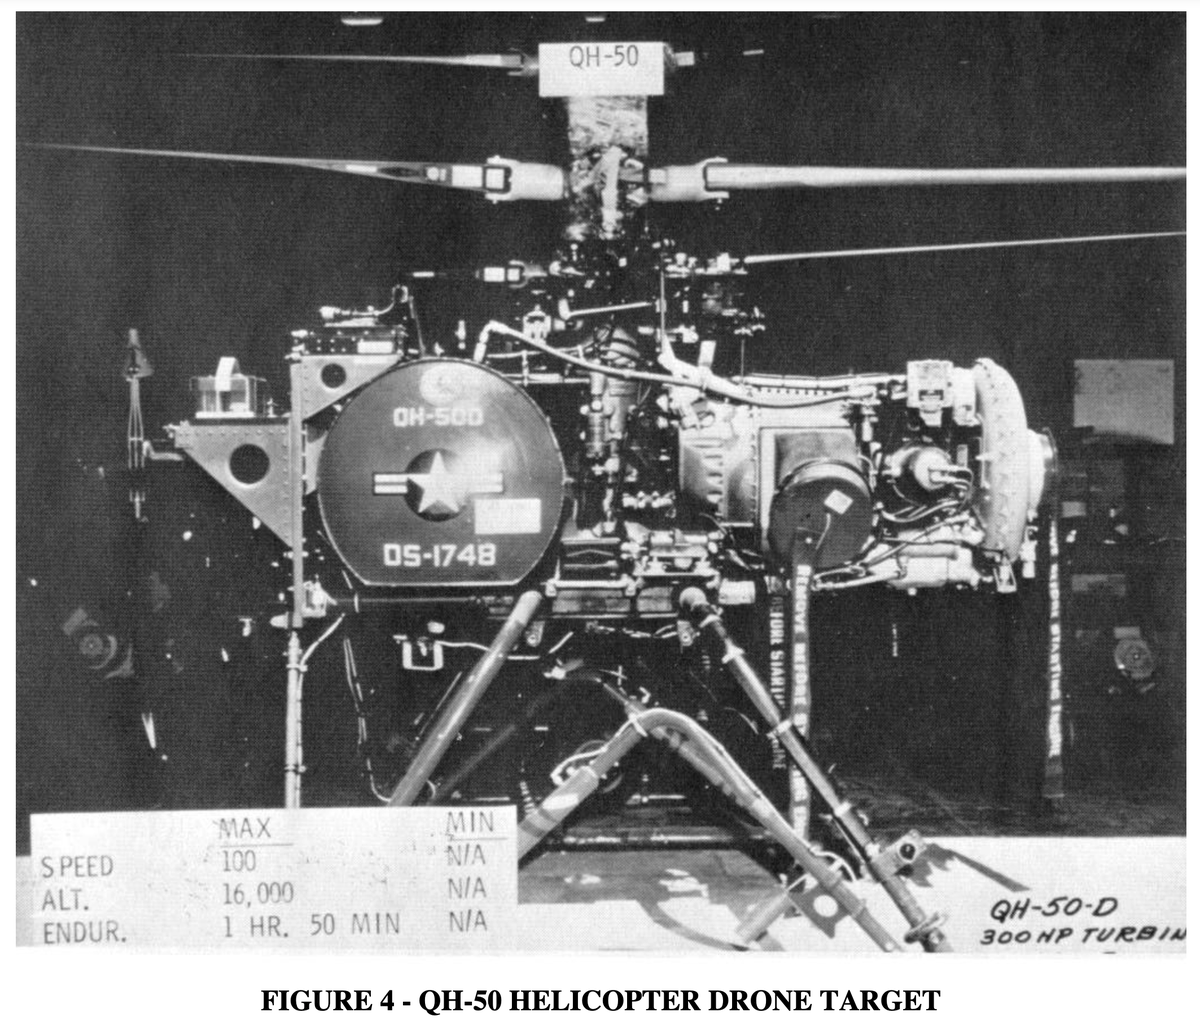 QH-50
QH-50D
DS-1748
REMOVE BEFORE
BEFORE STARTING
MAX MIN
SPEED 100 N/A
ALT. 16,000 N/A
ENDUR. 1 HR. 50 MIN N/A
QH-50-D
300 HP TURBIN
FIGURE 4 - QH-50 HELICOPTER DRONE TARGET